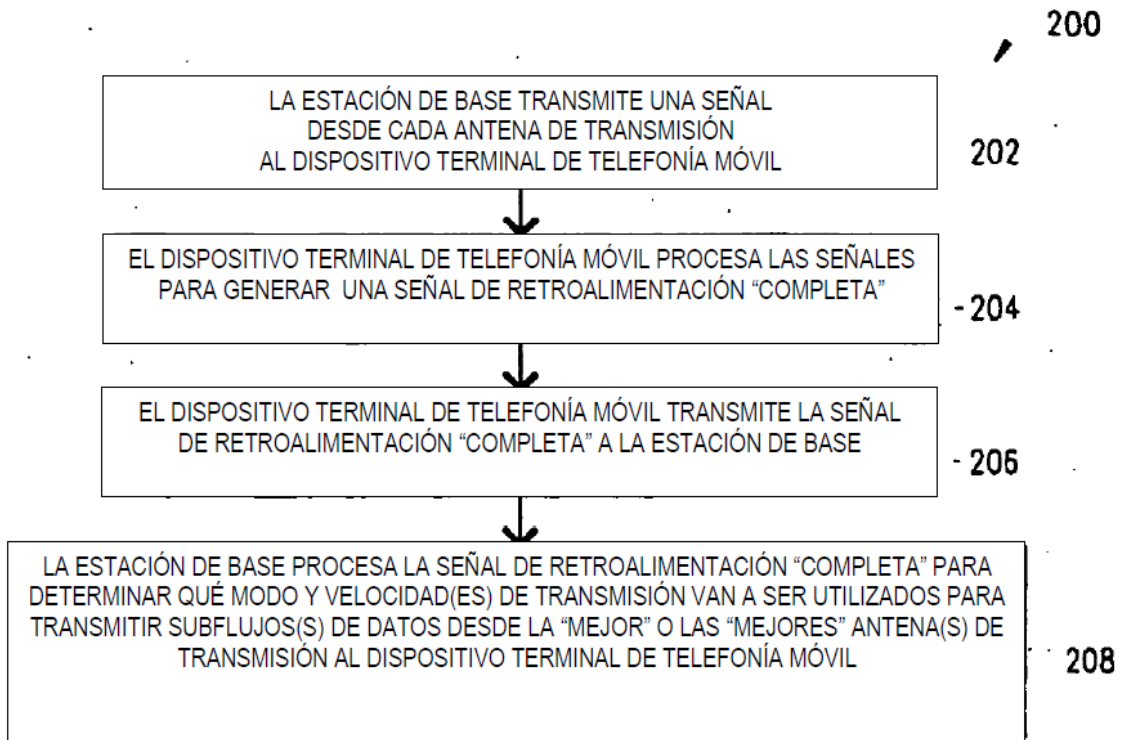 200
LA ESTACIÓN DE BASE TRANSMITE UNA SEÑAL
DESDE CADA ANTENA DE TRANSMISIÓN
AL DISPOSITIVO TERMINAL DE TELEFONÍA MÓVIL
202
EL DISPOSITIVO TERMINAL DE TELEFONÍA MÓVIL PROCESA LAS SEÑALES
PARA GENERAR UNA SEÑAL DE RETROALIMENTACIÓN “COMPLETA”
204
EL DISPOSITIVO TERMINAL DE TELEFONÍA MÓVIL TRANSMITE LA SEÑAL
DE RETROALIMENTACIÓN “COMPLETA” A LA ESTACIÓN DE BASE
206
LA ESTACIÓN DE BASE PROCESA LA SEÑAL DE RETROALIMENTACIÓN “COMPLETA” PARA
DETERMINAR QUÉ MODO Y VELOCIDAD(ES) DE TRANSMISIÓN VAN A SER UTILIZADOS PARA
TRANSMITIR SUBFLUJOS(S) DE DATOS DESDE LA “MEJOR” O LAS “MEJORES” ANTENA(S) DE
TRANSMISIÓN AL DISPOSITIVO TERMINAL DE TELEFONÍA MÓVIL
208